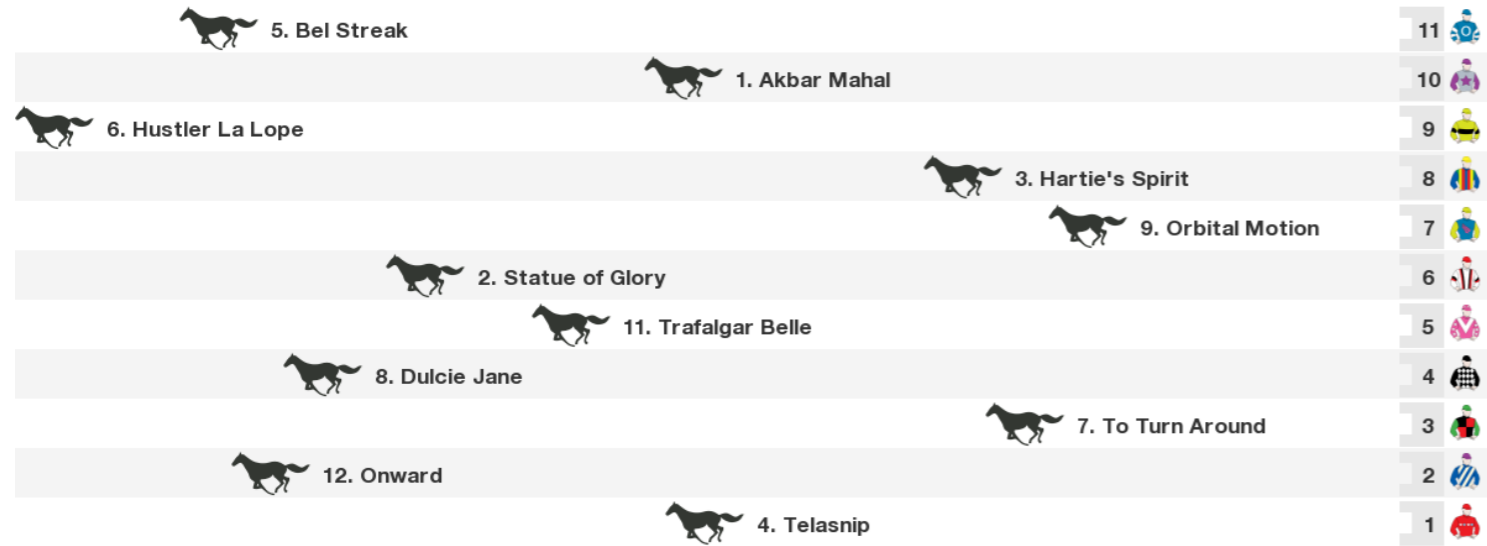 5. Bel Streak 11
1. Akbar Mahal 10
6. Hustler La Lope 9
3. Hartie's Spirit 8
9. Orbital Motion 7
2. Statue of Glory 6
11. Trafalgar Belle 5
8. Dulcie Jane 4
7. To Turn Around 3
12. Onward 2
4. Telasnip 1